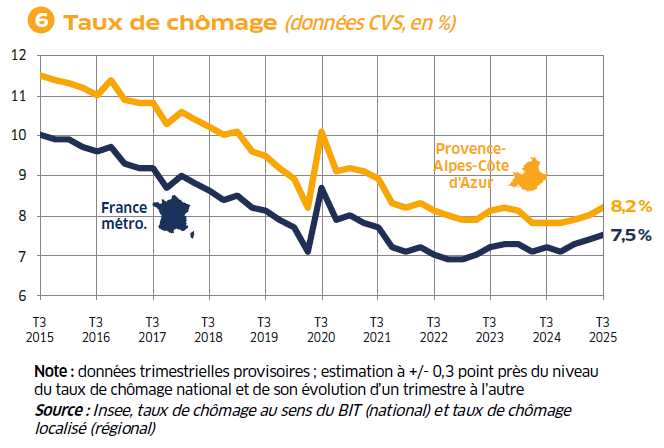 6 Taux de chômage (données CVS, en %)
12
11
10
9
8
7
6
Provence-
Alpes-Côte
d'Azur
France
métro.
8,2 %
7,5 %
T3 T3 T3 T3 T3 T3 T3 T3 T3 T3 T3
2015 2016 2017 2018 2019 2020 2021 2022 2023 2024 2025
Note : données trimestrielles provisoires ; estimation à +/- 0,3 point près du niveau
du taux de chômage national et de son évolution d'un trimestre à l'autre
Source : Insee, taux de chômage au sens du BIT (national) et taux de chômage
localisé (régional)